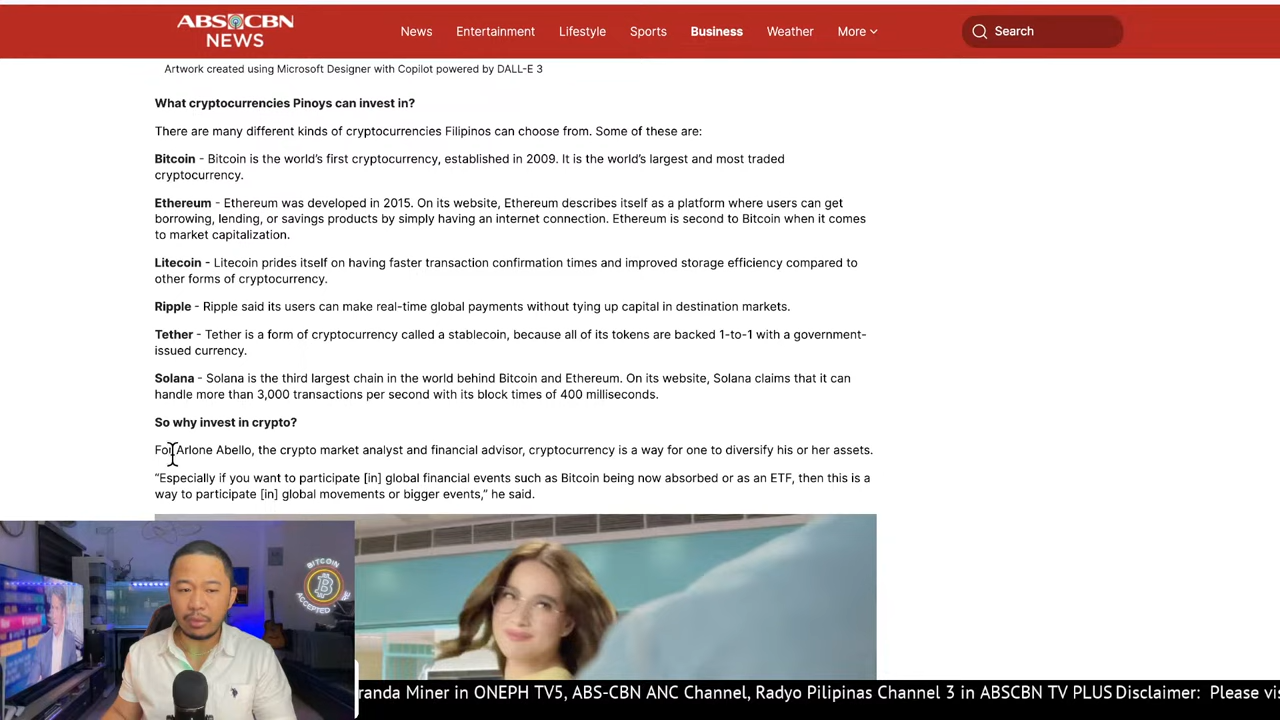 ABS CBN
NEWS
News Entertainment Lifestyle Sports Business Weather More Search
Artwork created using Microsoft Designer with Copilot powered by DALL-E 3
What cryptocurrencies Pinoys can invest in?
There are many different kinds of cryptocurrencies Filipinos can choose from. Some of these are:
Bitcoin - Bitcoin is the world's first cryptocurrency, established in 2009. It is the world's largest and most traded
cryptocurrency.
Ethereum - Ethereum was developed in 2015. On its website, Ethereum describes itself as a platform where users can get
borrowing, lending, or savings products by simply having an internet connection. Ethereum is second to Bitcoin when it comes
to market capitalization.
Litecoin - Litecoin prides itself on having faster transaction confirmation times and improved storage efficiency compared to
other forms of cryptocurrency.
Ripple - Ripple said its users can make real-time global payments without tying up capital in destination markets.
Tether - Tether is a form of cryptocurrency called a stablecoin, because all of its tokens are backed 1-to-1 with a government-
issued currency.
Solana - Solana is the third largest chain in the world behind Bitcoin and Ethereum. On its website, Solana claims that it can
handle more than 3,000 transactions per second with its block times of 400 milliseconds.
So why invest in crypto?
For Arlone Abello, the crypto market analyst and financial advisor, cryptocurrency is a way for one to diversify his or her assets.
“Especially if you want to participate [in] global financial events such as Bitcoin being now absorbed or as an ETF, then this is a
way to participate [in] global movements or bigger events,” he said.
BITCOIN
ACCEPTED
randa Miner in ONEPH TV5, ABS-CBN ANC Channel, Radyo Pilipinas Channel 3 in ABSCBN TV PLUS Disclaimer: Please vis